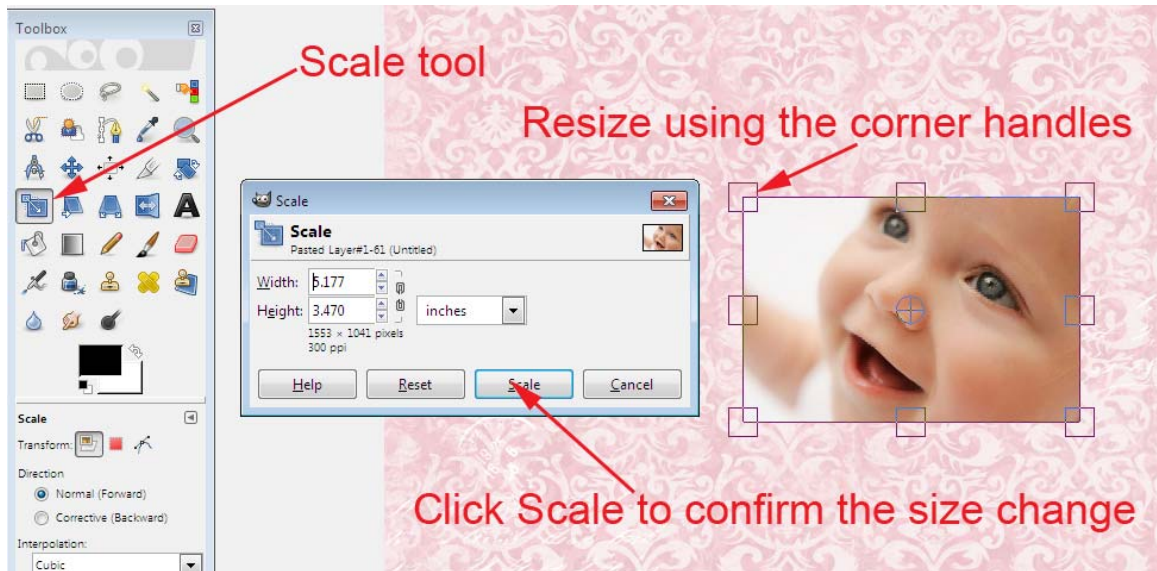 Toolbox
Scale tool
Resize using the corner handles
A
Scale
Scale
Pasted Layer#1-61 (Untitled)
Width: 5.177
Height: 3.470 inches
1553 × 1041 pixels
300 ppi
Help Reset Scale Cancel
Click Scale to confirm the size change
Scale
Transform:
Direction
Normal (Forward)
Corrective (Backward)
Interpolation:
Cubic